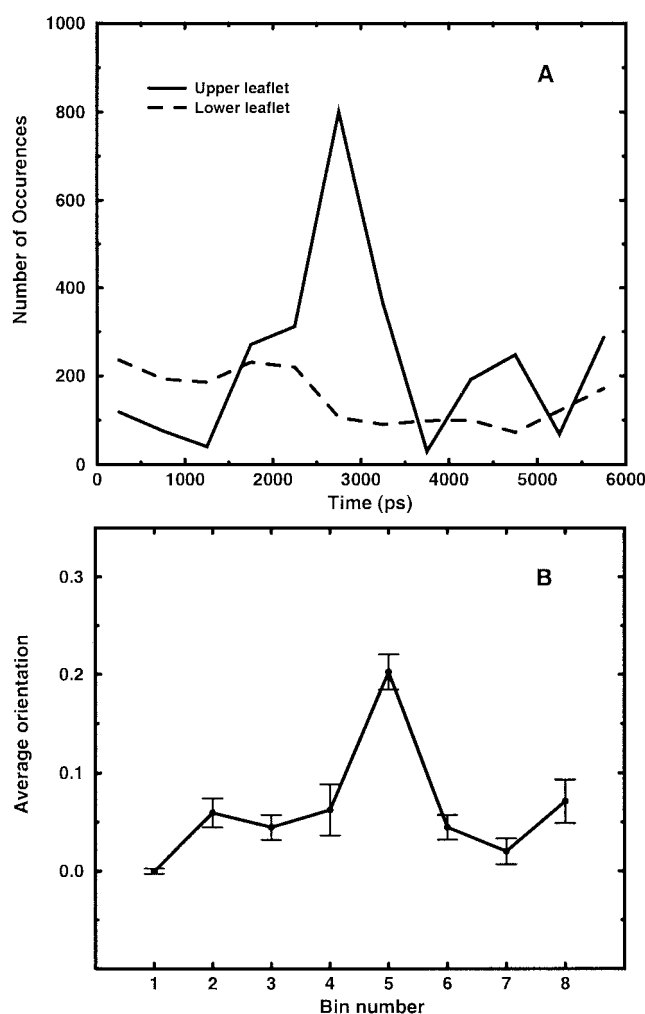 1000
A
Upper leaflet
Lower leaflet
800
600
400
200
0
0 1000 2000 3000 4000 5000 6000
Number of Occurences
Time (ps)
B
0.3
0.2
0.1
0.0
Average orientation
1 2 3 4 5 6 7 8
Bin number